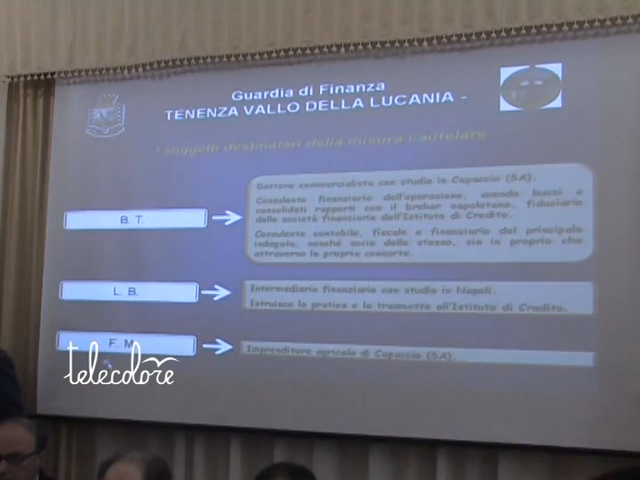 Guardia di Finanza
TENENZA VALLO DELLA LUCANIA -
I soggetti destinatari della misura cautelare
B. T.
Dottore commercialista con studio in Capaccio (SA).
Consulente finanziario dell'operazione, avendo buoni e
consolidati rapporti con il broker napoletano, fiduciario
delle società finanziarie dell'Istituto di Credito.
Consulente contabile, fiscale e finanziario del principale
indagato, nonché socio dello stesso, sia in proprio che
attraverso la propria consorte.
L. B.
Intermediario finanziario con studio in Napoli.
Istruisce la pratica e la trasmette all'Istituto di Credito.
F. M.
Imprenditore agricolo di Capaccio (SA).
telecolore